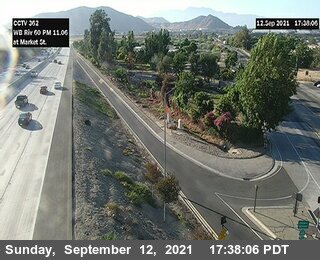 CCTV 362
WB Riv 60 PM 11.06
at Market St.
12.Sep 2021 17:38:06
Sunday, September 12, 2021 17:38:06 PDT